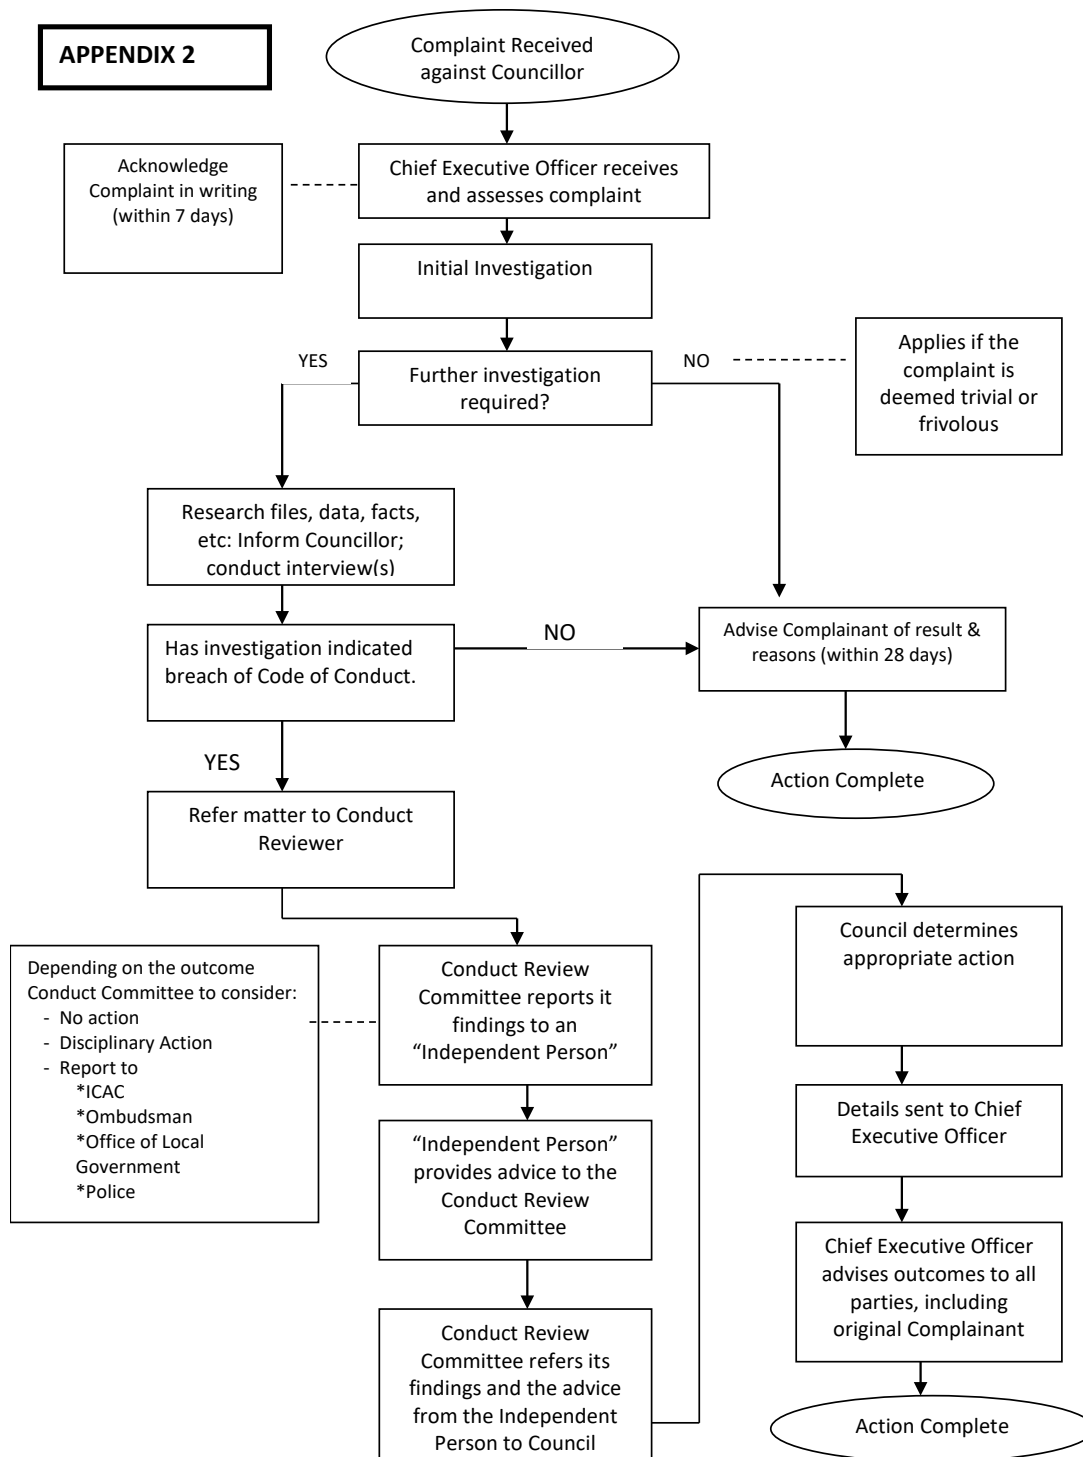 APPENDIX 2
Complaint Received
against Councillor
Acknowledge
Complaint in writing
(within 7 days)
Chief Executive Officer receives
and assesses complaint
Initial Investigation
YES
NO
Further investigation
required?
Applies if the
complaint is
deemed trivial or
frivolous
Research files, data, facts,
etc: Inform Councillor;
conduct interview(s)
Has investigation indicated
breach of Code of Conduct.
NO
Advise Complainant of result &
reasons (within 28 days)
YES
Action Complete
Refer matter to Conduct
Reviewer
Depending on the outcome
Conduct Committee to consider:
- No action
- Disciplinary Action
- Report to
*ICAC
*Ombudsman
*Office of Local
Government
*Police
Conduct Review
Committee reports it
findings to an
“Independent Person”
“Independent Person”
provides advice to the
Conduct Review
Committee
Conduct Review
Committee refers its
findings and the advice
from the Independent
Person to Council
Council determines
appropriate action
Details sent to Chief
Executive Officer
Chief Executive Officer
advises outcomes to all
parties, including
original Complainant
Action Complete